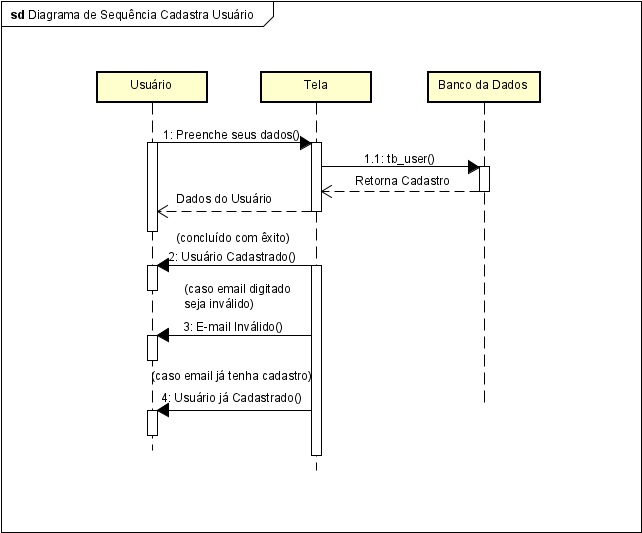 sd Diagrama de Sequência Cadastra Usuário
Usuário
Tela
Banco da Dados
1: Preenche seus dados()
1.1: tb_user()
Retorna Cadastro
Dados do Usuário
(concluído com êxito)
2: Usuário Cadastrado()
(caso email digitado
seja inválido)
3: E-mail Inválido()
(caso email já tenha cadastro)
4: Usuário já Cadastrado()